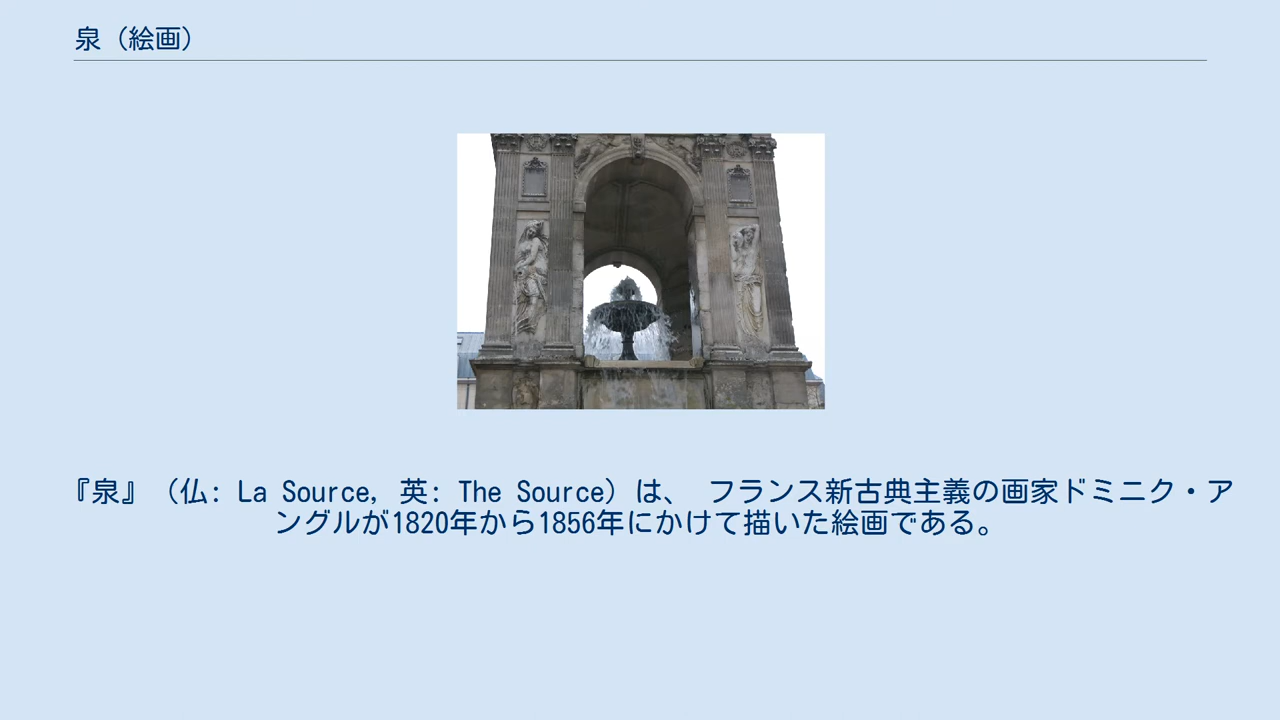 泉（絵画）
『泉』（仏: La Source, 英: The Source）は、 フランス新古典主義の画家ドミニク・ア
ングルが1820年から1856年にかけて描いた絵画である。